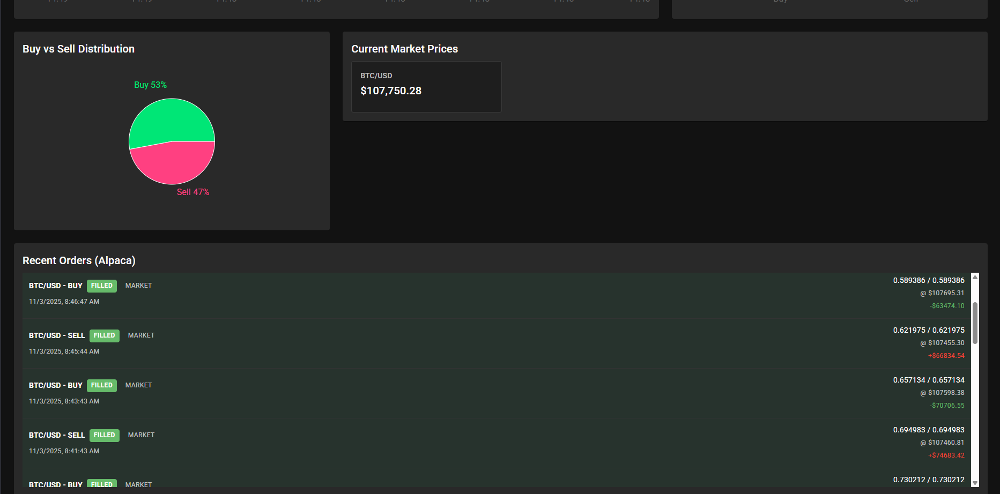 Buy vs Sell Distribution
Buy 53%
Sell 47%
Current Market Prices
BTC/USD
$107,750.28
Recent Orders (Alpaca)
BTC/USD - BUY FILLED MARKET
0.589386 / 0.589386
11/3/2025, 8:46:47 AM
@ $107695.31
-$63474.10
BTC/USD - SELL FILLED MARKET
0.621975 / 0.621975
11/3/2025, 8:45:44 AM
@ $107455.30
+$66834.54
BTC/USD - BUY FILLED MARKET
0.657134 / 0.657134
11/3/2025, 8:43:43 AM
@ $107598.38
-$70706.55
BTC/USD - SELL FILLED MARKET
0.694983 / 0.694983
11/3/2025, 8:41:43 AM
@ $107460.81
+$74683.42
BTC/USD - BUY FILLED MARKET
0.730212 / 0.730212